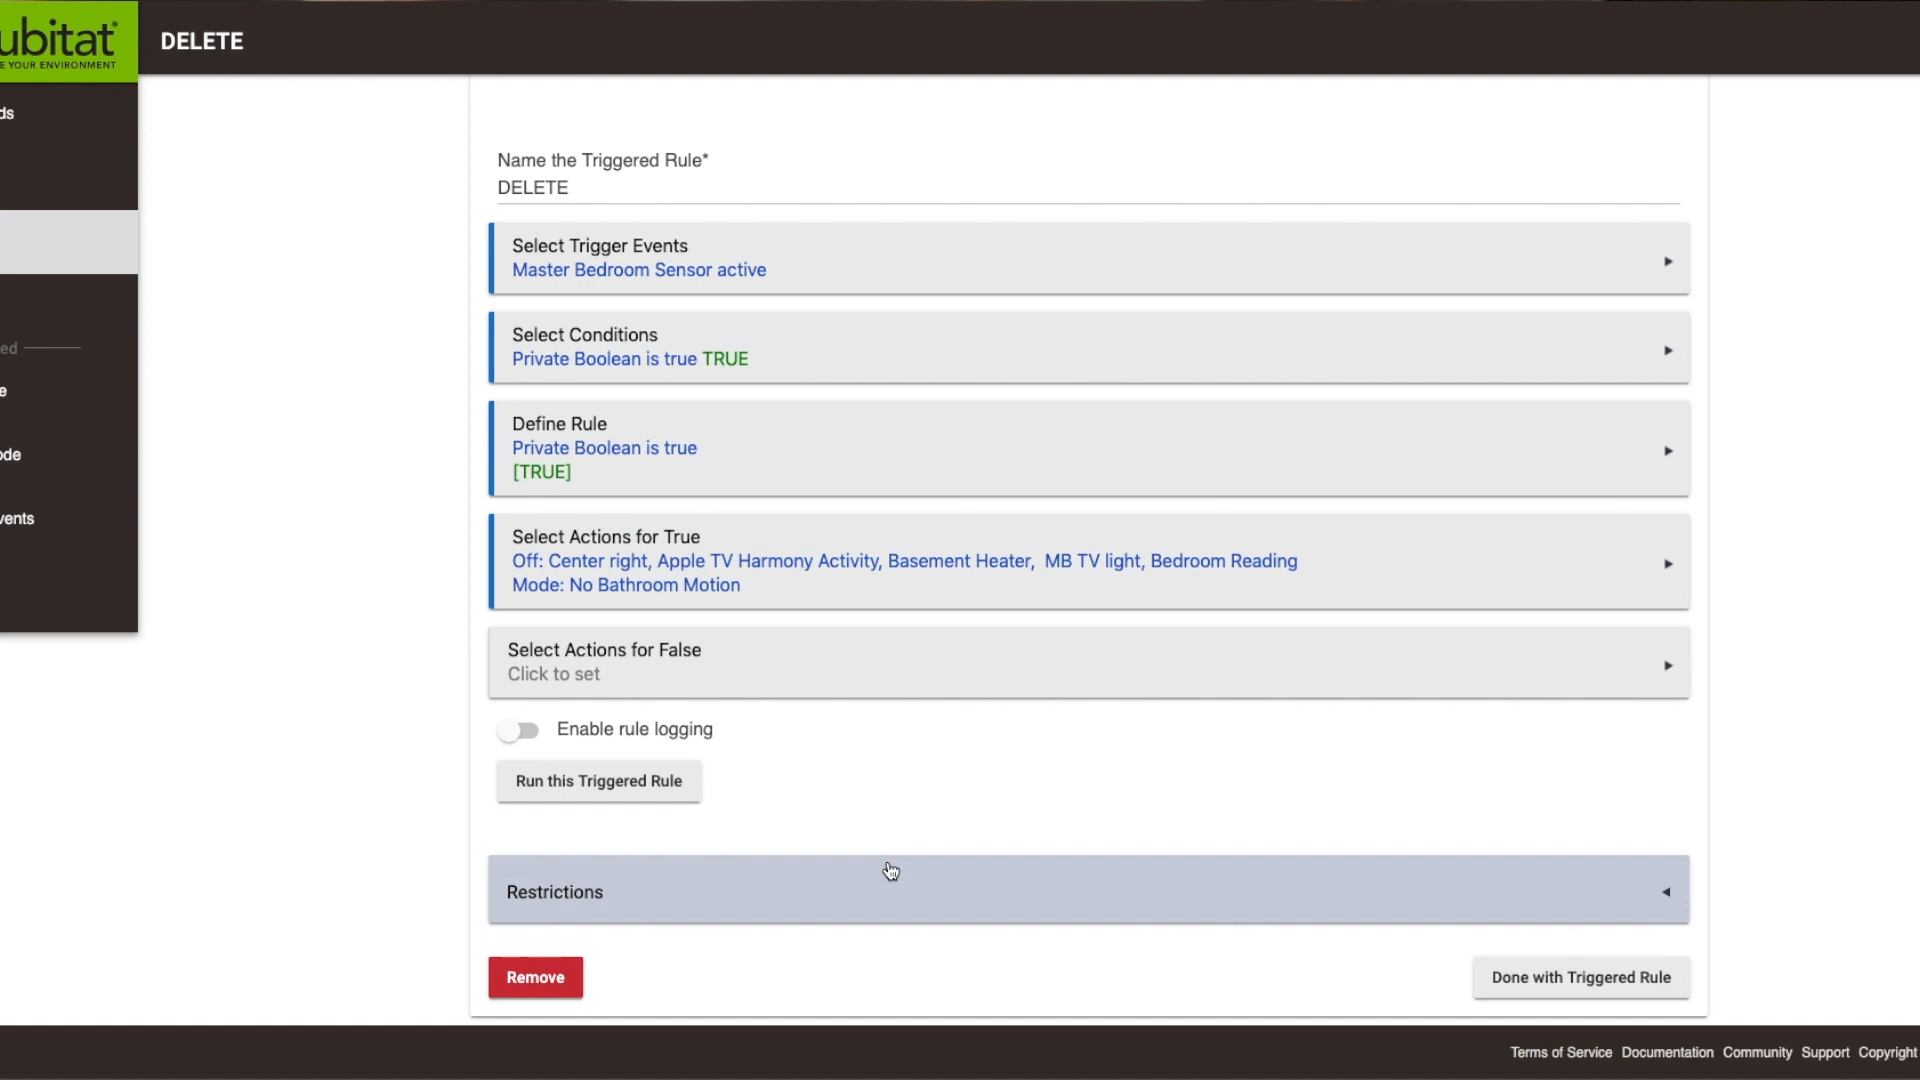 ubitat®
E YOUR ENVIRONMENT
DELETE
ds
ed
e
ode
vents
Name the Triggered Rule*
DELETE
Select Trigger Events
Master Bedroom Sensor active
Select Conditions
Private Boolean is true TRUE
Define Rule
Private Boolean is true
[TRUE]
Select Actions for True
Off: Center right, Apple TV Harmony Activity, Basement Heater, MB TV light, Bedroom Reading
Mode: No Bathroom Motion
Select Actions for False
Click to set
Enable rule logging
Run this Triggered Rule
Restrictions
Remove
Done with Triggered Rule
Terms of Service Documentation Community Support Copyright